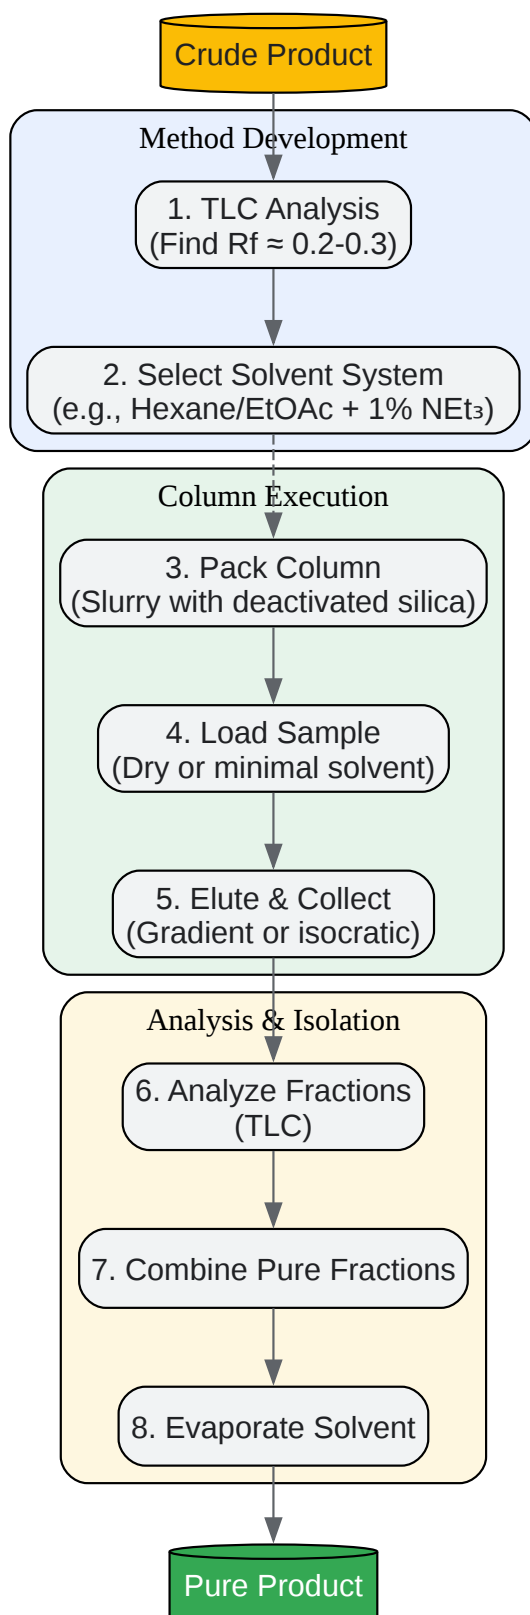 Crude Product
Method Development
1. TLC Analysis
(Find Rf ≈ 0.2-0.3)
2. Select Solvent System
(e.g., Hexane/EtOAc + 1% NEt₃)
Column Execution
3. Pack Column
(Slurry with deactivated silica)
4. Load Sample
(Dry or minimal solvent)
5. Elute & Collect
(Gradient or isocratic)
Analysis & Isolation
6. Analyze Fractions
(TLC)
7. Combine Pure Fractions
8. Evaporate Solvent
Pure Product